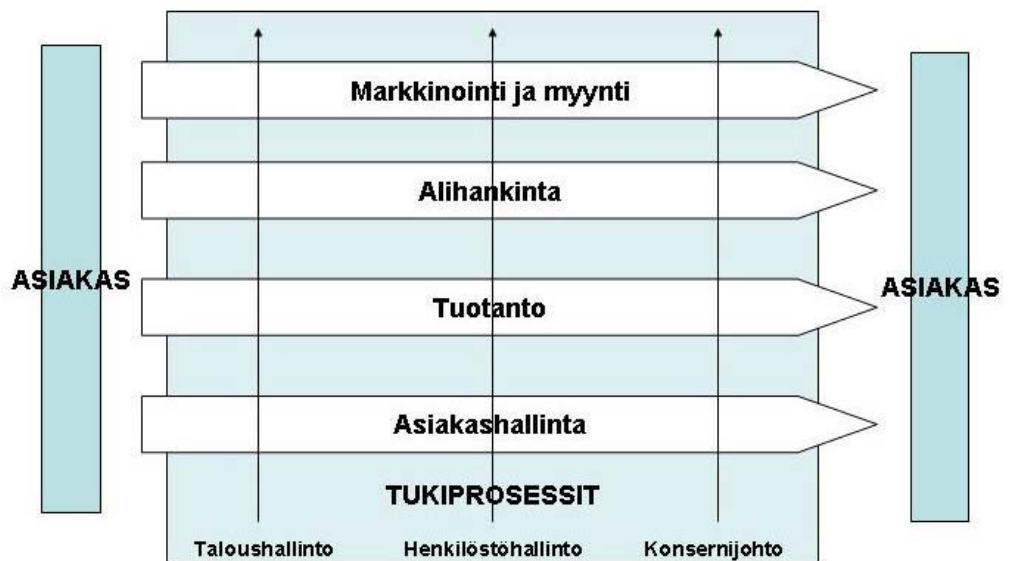 Markkinointi ja myynti
Alihankinta
ASIAKAS
ASIAKAS
Tuotanto
Asiakashallinta
TUKIPROSESSIT
Taloushallinto
Henkilöstöhallinto
Konsernijohto